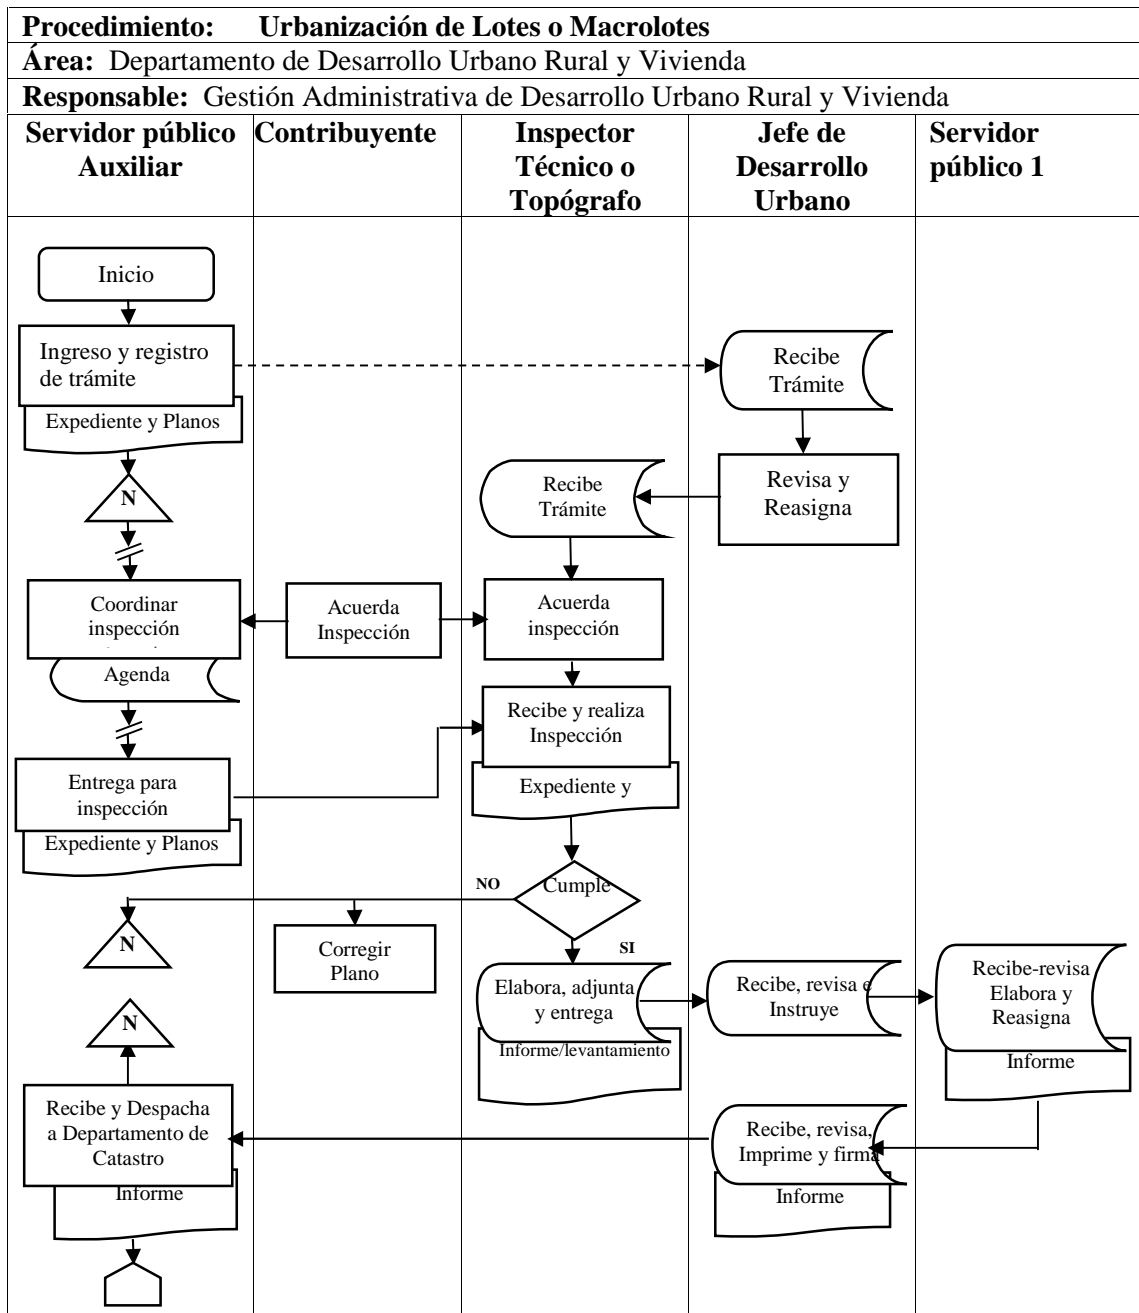 Procedimiento: Urbanización de Lotes o Macrolotes
Área: Departamento de Desarrollo Urbano Rural y Vivienda
Responsable: Gestión Administrativa de Desarrollo Urbano Rural y Vivienda
Servidor público
Auxiliar
Contribuyente
Inspector
Técnico o
Topógrafo
Jefe de
Desarrollo
Urbano
Servidor
público 1
Inicio
Ingreso y registro
de trámite
Expediente y Planos
Recibe
Trámite
N
Recibe
Trámite
Revisa y
Reasigna
Coordinar
inspección
Agenda
Acuerda
Inspección
Acuerda
inspección
Recibe y realiza
Inspección
Expediente y
Entrega para
inspección
Expediente y Planos
Cumple
NO
SI
N
Corregir
Plano
Elabora, adjunta
y entrega
Informe/levantamiento
Recibe, revisa e
Instruye
Recibe-revisa
Elabora y
Reasigna
Informe
N
Recibe y Despacha
a Departamento de
Catastro
Informe
Recibe, revisa,
Imprime y firma
Informe